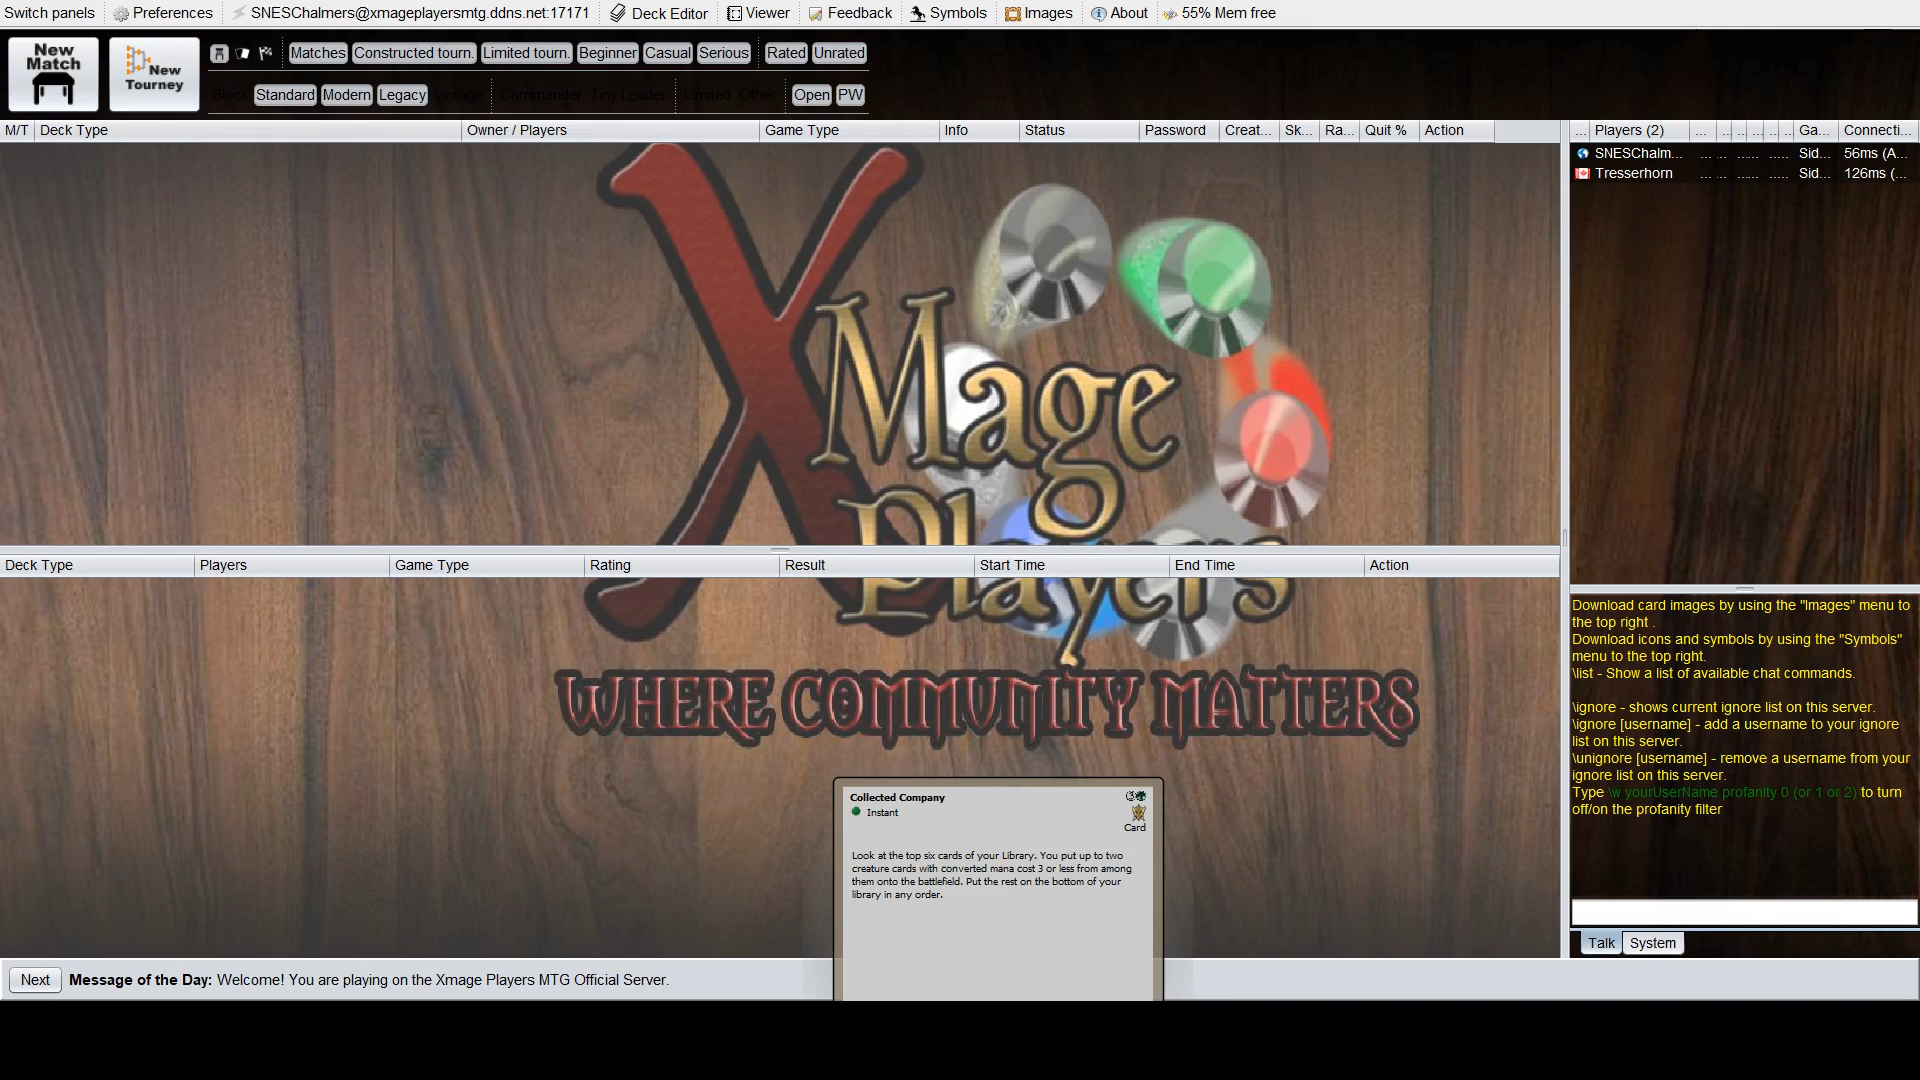 Switch panels
Preferences
SNESChalmers@xmageplayersmtg.ddns.net:17171
Deck Editor
Viewer
Feedback
Symbols
Images
About
55% Mem free
New Match
New Tourney
Matches
Constructed tourn.
Limited tourn.
Beginner
Casual
Serious
Rated
Unrated
Block
Standard
Modern
Legacy
Vintage
Commander
Tiny Leader
Limited
Other
Open
PW
M/T
Deck Type
Owner / Players
Game Type
Info
Status
Password
Creat...
Sk...
Ra...
Quit %
Action
... Players (2) ... ... ... ... ... ... Ga... Connecti...
SNESChalm... ... ... ...... ..... Sid... 56ms (A...
Tresserhorn ... ... ...... ..... Sid... 126ms (...
XMage
Players
WHERE COMMUNITY MATTERS
Deck Type
Players
Game Type
Rating
Result
Start Time
End Time
Action
Download card images by using the "Images" menu to
the top right .
Download icons and symbols by using the "Symbols"
menu to the top right.
\list - Show a list of available chat commands.
\ignore - shows current ignore list on this server.
\ignore [username] - add a username to your ignore
list on this server.
\unignore [username] - remove a username from your
ignore list on this server.
Type \w yourUserName profanity 0 (or 1 or 2) to turn
off/on the profanity filter
Talk
System
Collected Company
3
Instant
Card
Look at the top six cards of your Library. You put up to two
creature cards with converted mana cost 3 or less from among
them onto the battlefield. Put the rest on the bottom of your
library in any order.
Next
Message of the Day: Welcome! You are playing on the Xmage Players MTG Official Server.